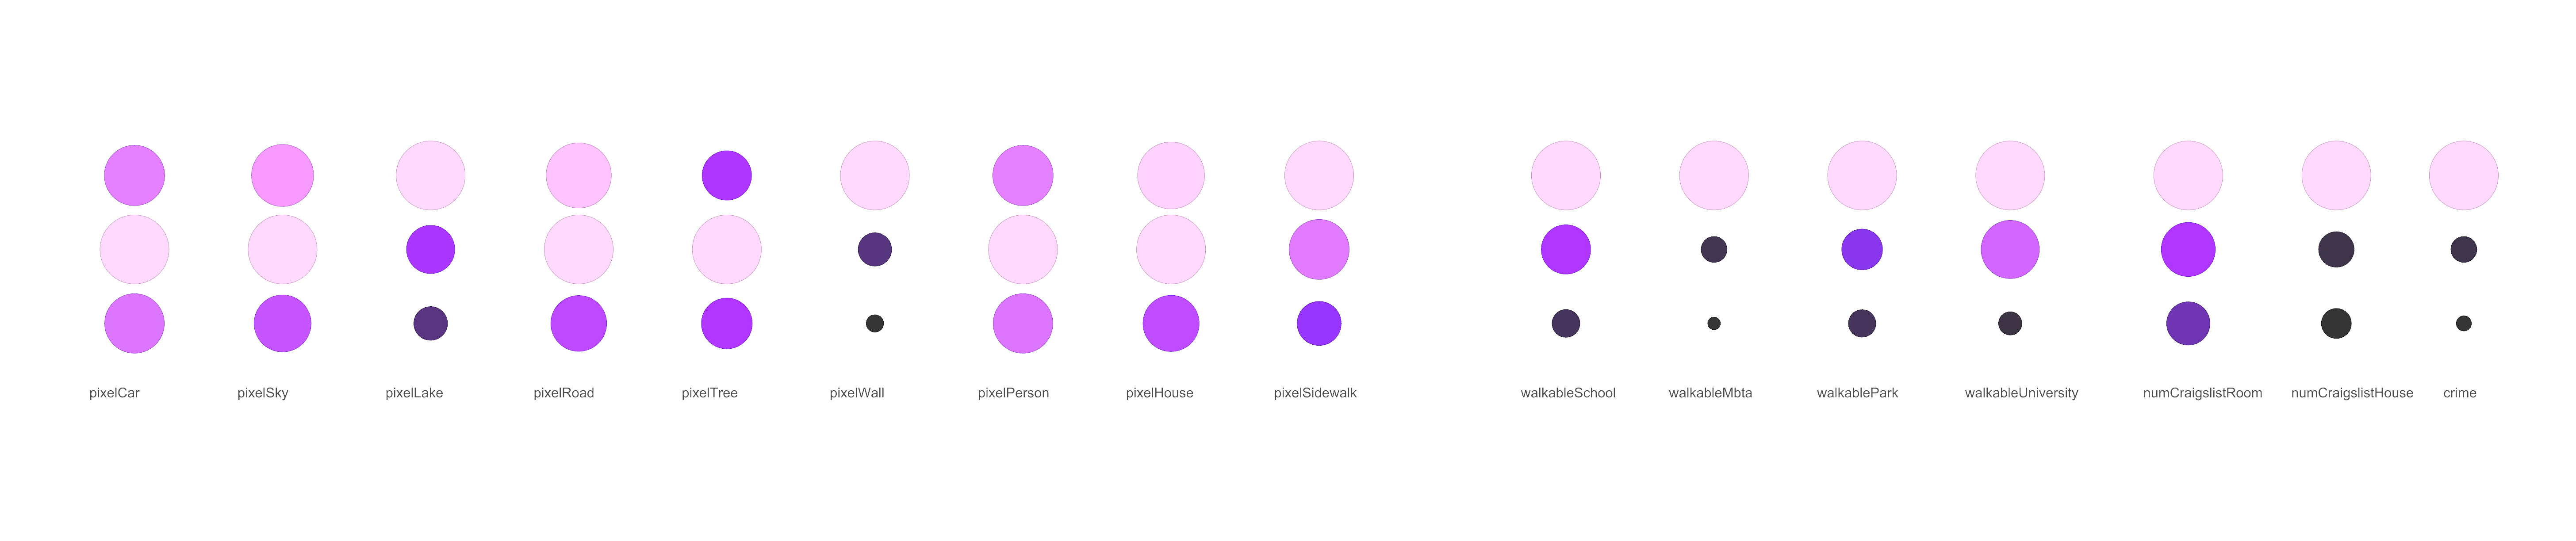 pixelCar pixelSky pixelLake pixelRoad pixelTree pixelWall pixelPerson pixelHouse pixelSidewalk walkableSchool walkableMbta walkablePark walkableUniversity numCraigslistRoom numCraigslistHouse crime